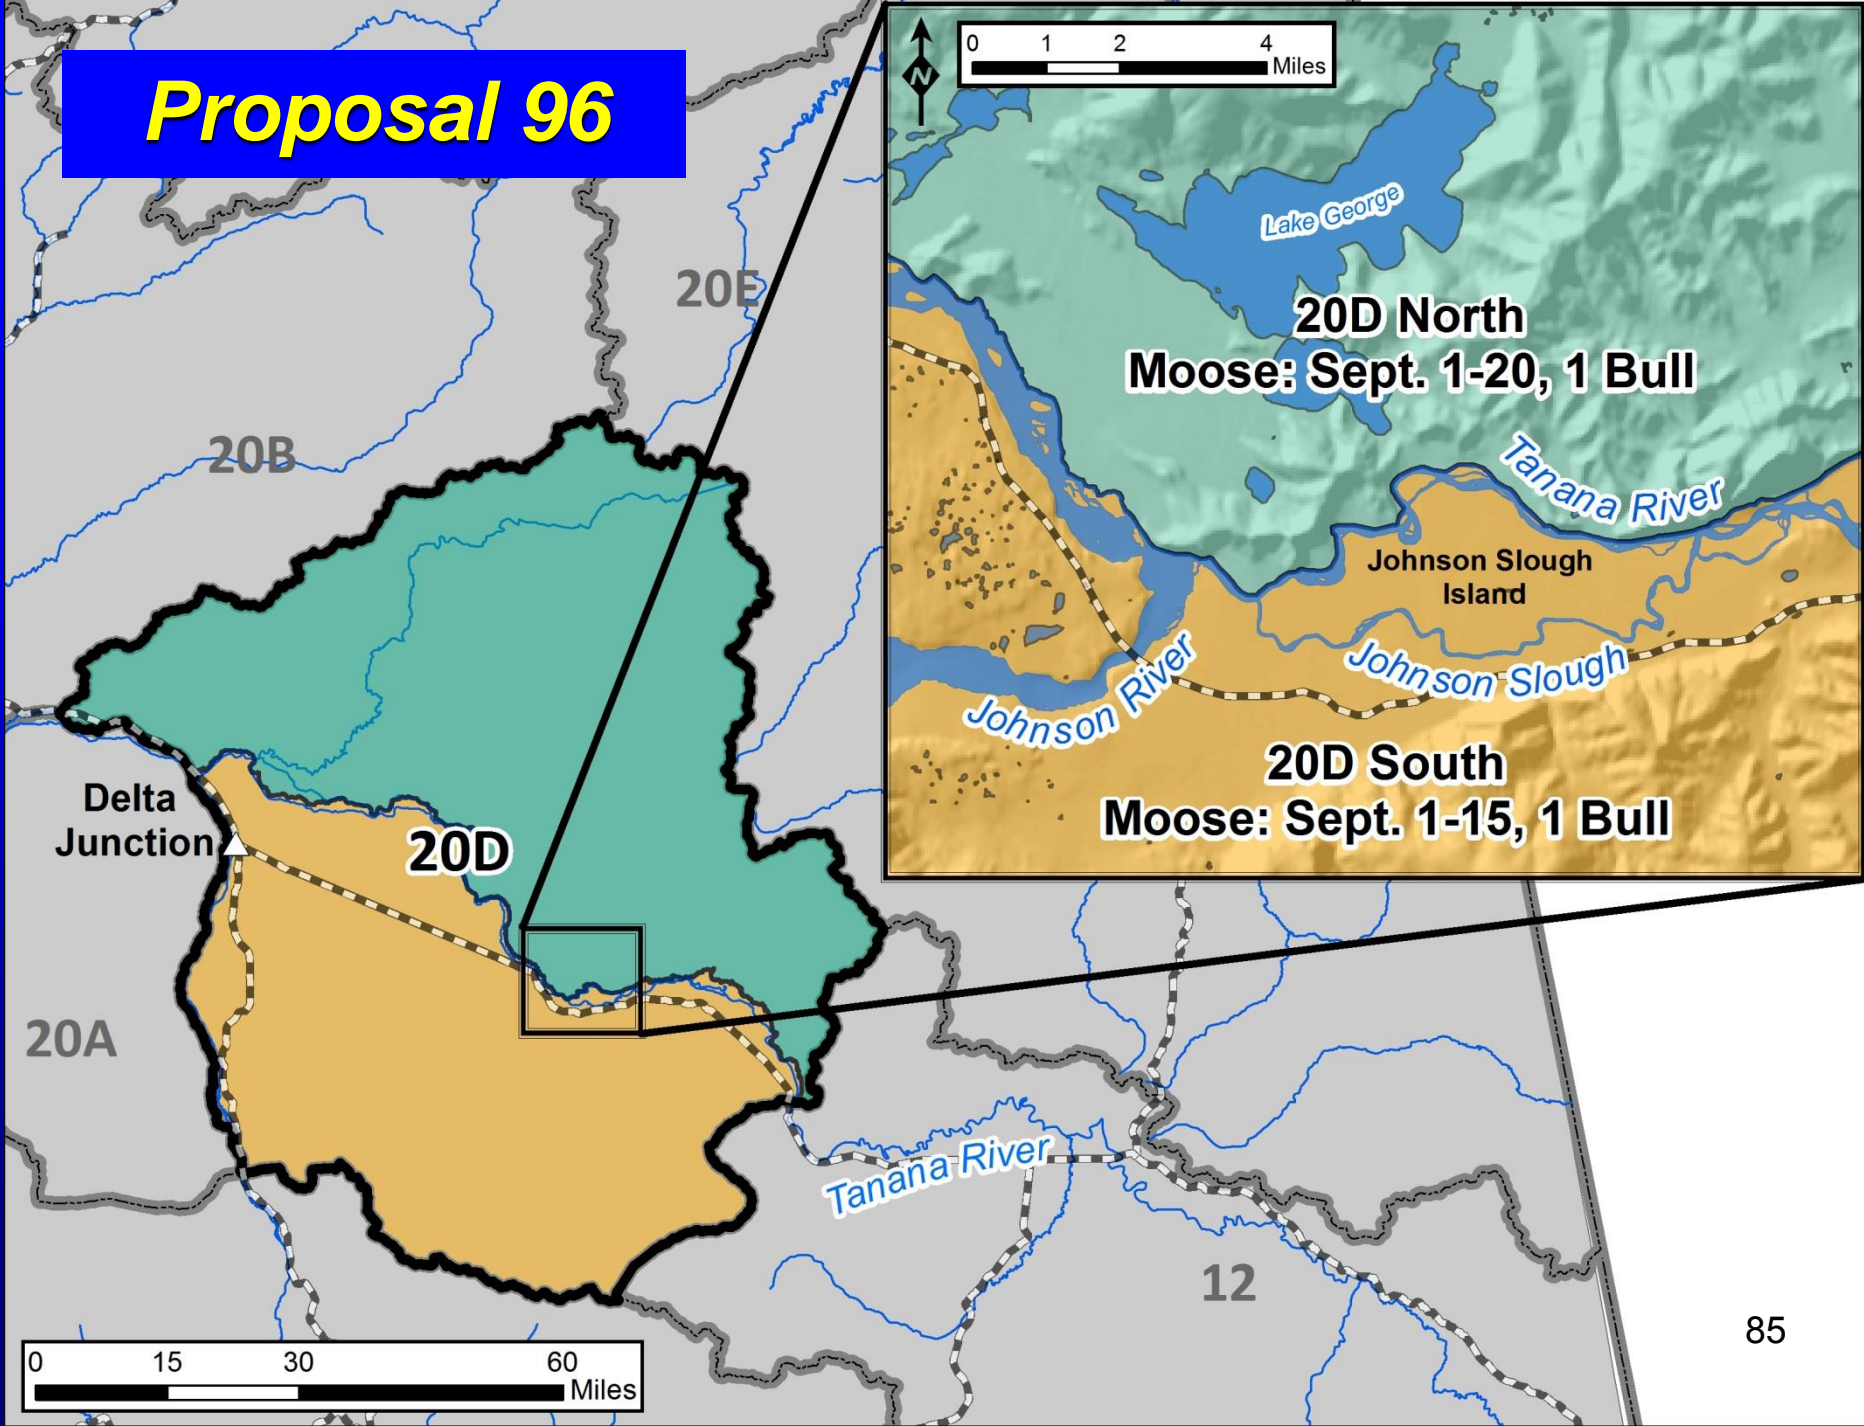 Proposal 96
0 1 2 4
Miles
N
Lake George
20D North
Moose: Sept. 1-20, 1 Bull
Tanana River
Johnson Slough
Island
Johnson Slough
Johnson River
20D South
Moose: Sept. 1-15, 1 Bull
20E
20B
Delta
Junction
20D
20A
Tanana River
12
0 15 30 60
Miles
85